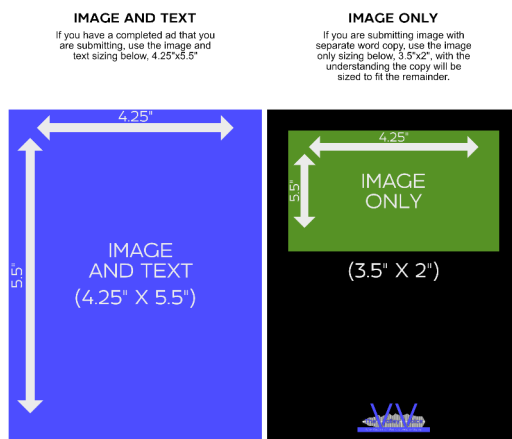 IMAGE AND TEXT
If you have a completed ad that you
are submitting, use the image and
text sizing below, 4.25"x5.5"
4.25"
5.5"
IMAGE
AND TEXT
(4.25" X 5.5")
IMAGE ONLY
If you are submitting image with
separate word copy, use the image
only sizing below, 3.5"x2", with the
understanding the copy will be
sized to fit the remainder.
4.25"
5.5"
IMAGE
ONLY
(3.5" X 2")